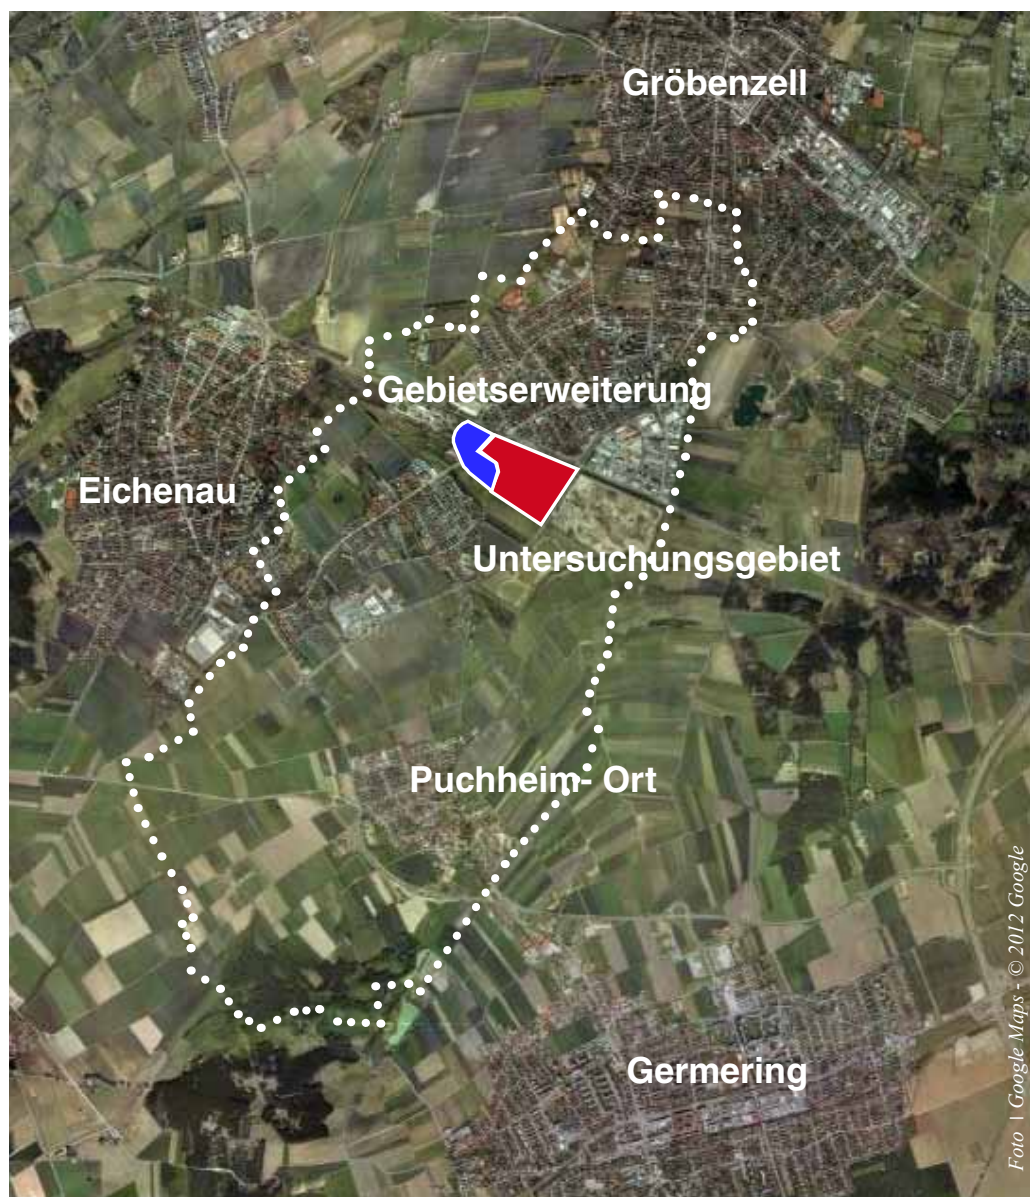 Gröbenzell
Gebietserweiterung
Eichenau
Untersuchungsgebiet
Puchheim- Ort
Germering
Foto | Google Maps - © 2012 Google